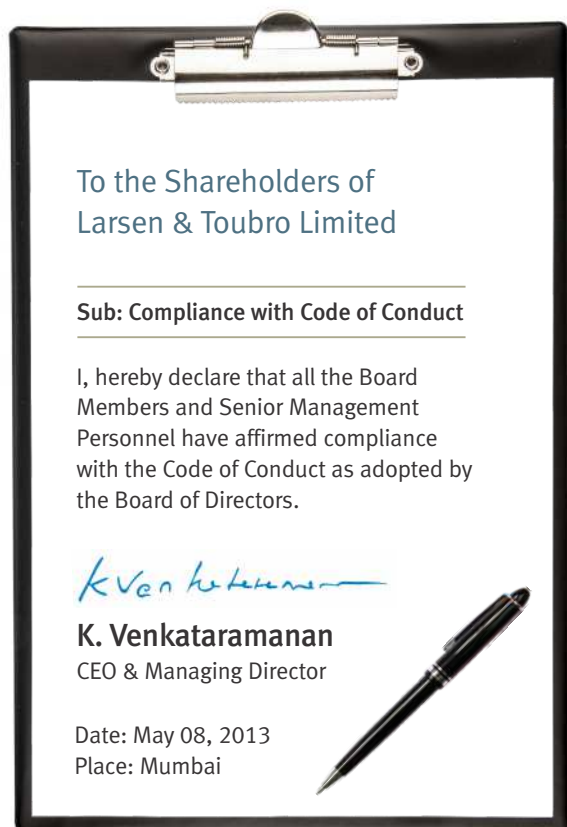 To the Shareholders of
Larsen & Toubro Limited
Sub: Compliance with Code of Conduct
I, hereby declare that all the Board
Members and Senior Management
Personnel have affirmed compliance
with the Code of Conduct as adopted by
the Board of Directors.
K Venkataramanan
K. Venkataramanan
CEO & Managing Director
Date: May 08, 2013
Place: Mumbai